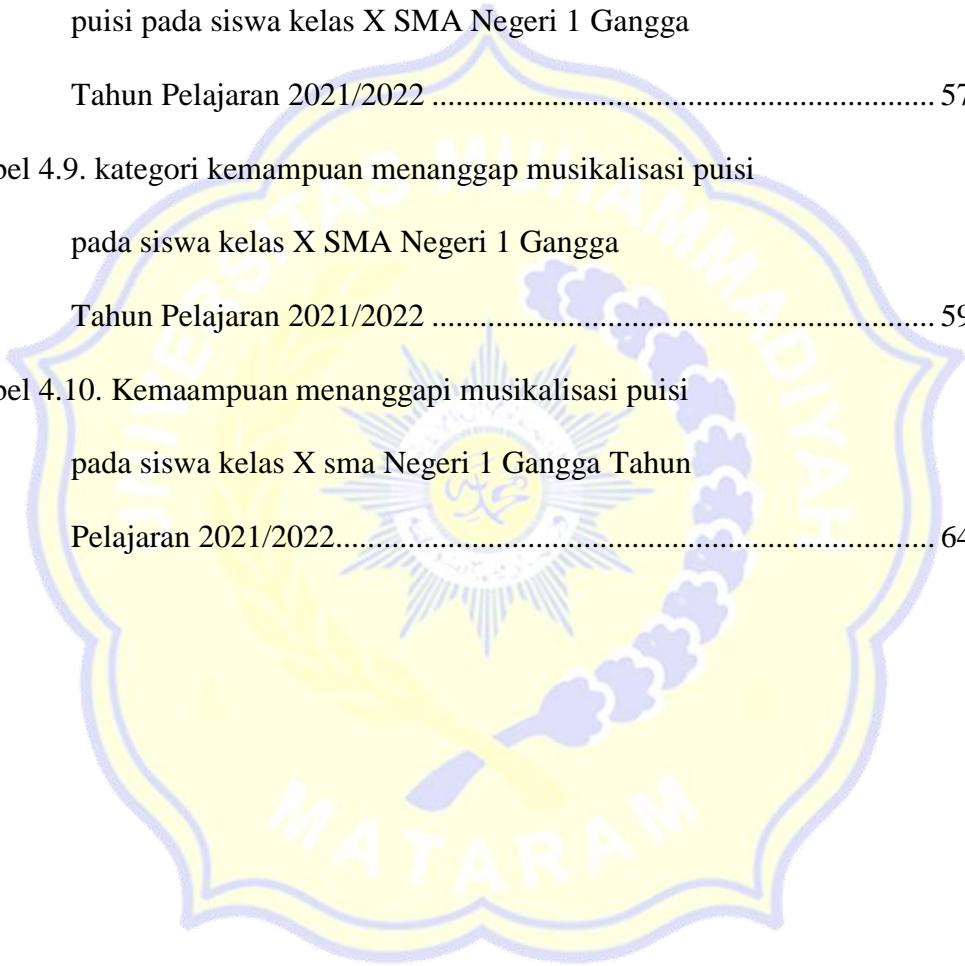 puisi pada siswa kelas X SMA Negeri 1 Gangga
Tahun Pelajaran 2021/2022 ..................................................... 57
bel 4.9. kategori kemampuan menanggap musikalisasi puisi
pada siswa kelas X SMA Negeri 1 Gangga
Tahun Pelajaran 2021/2022 ..................................................... 59
bel 4.10. Kemaampuan menanggapi musikalisasi puisi
pada siswa kelas X sma Negeri 1 Gangga Tahun
Pelajaran 2021/2022............................................................... 64
UNIVERSITAS MUHAMMADIYAH
MATARAM